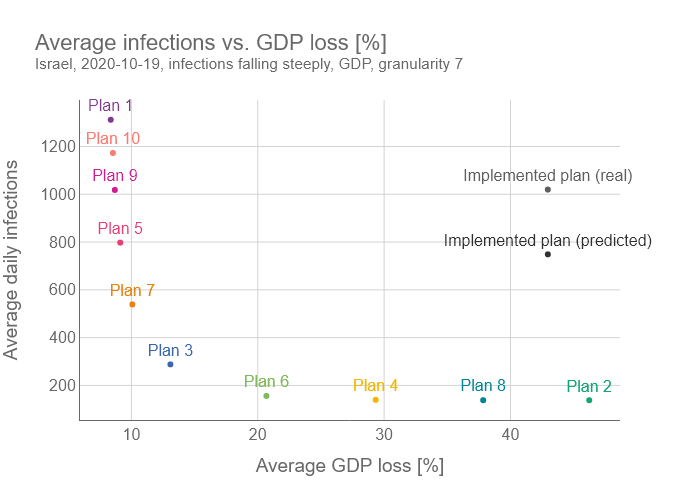 Average infections vs. GDP loss [%]
Israel, 2020-10-19, infections falling steeply, GDP, granularity 7
Plan 1
Plan 10
Plan 9
Plan 5
Plan 7
Plan 3
Plan 6
Plan 4
Plan 8
Plan 2
Implemented plan (real)
Implemented plan (predicted)
1200
1000
800
600
400
200
Average daily infections
10
20
30
40
Average GDP loss [%]